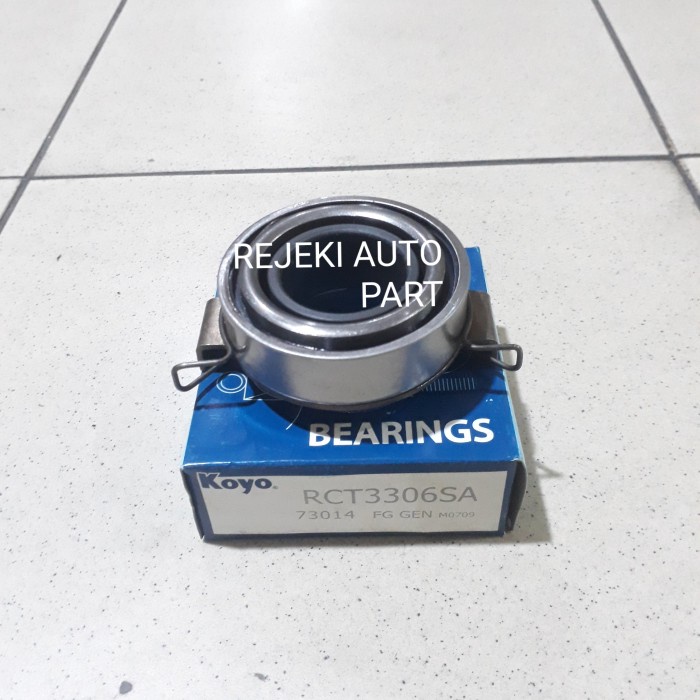 REJEKI AUTO
PART
BEARINGS
Koyo
RCT3306SA
73014 FG GEN M0709